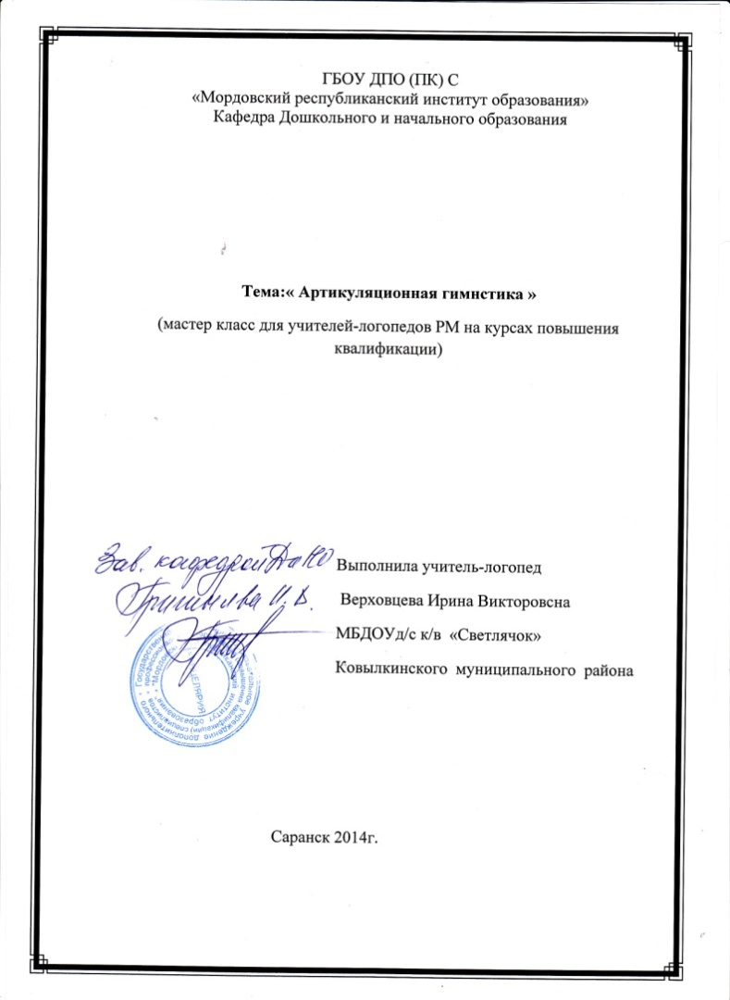 ГБОУ ДПО (ПК) С
«Мордовский республиканский институт образования»
Кафедра Дошкольного и начального образования
Тема:« Артикуляционная гимнстика »
(мастер класс для учителей-логопедов РМ на курсах повышения
квалификации)
Зав. кафедрой ДиНО
И. В.
Выполнила учитель-логопед
Верховцева Ирина Викторовсна
МБДОУд/с к/в «Светлячок»
Ковылкинского муниципального района
Саранск 2014г.